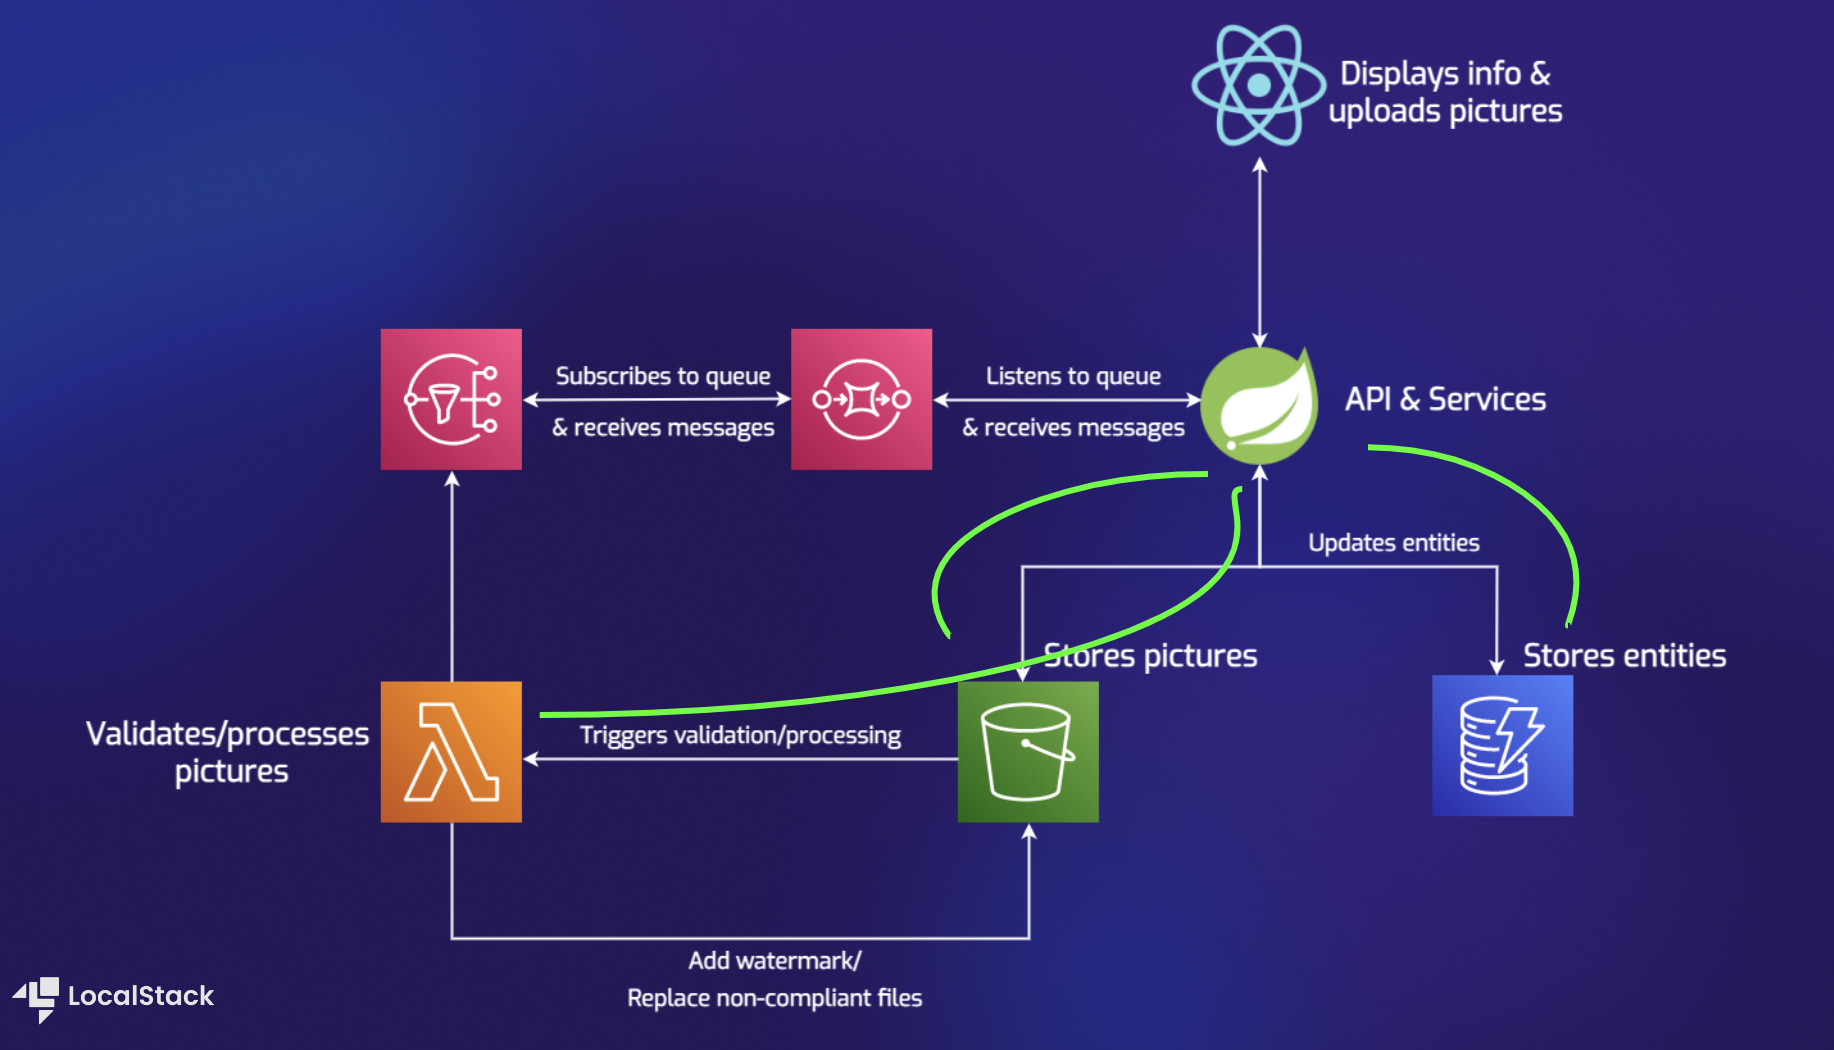 Displays info &
uploads pictures
Subscribes to queue
& receives messages
Listens to queue
& receives messages
API & Services
Updates entities
Stores pictures
Stores entities
Validates/processes
pictures
Triggers validation/processing
Add watermark/
Replace non-compliant files
LocalStack